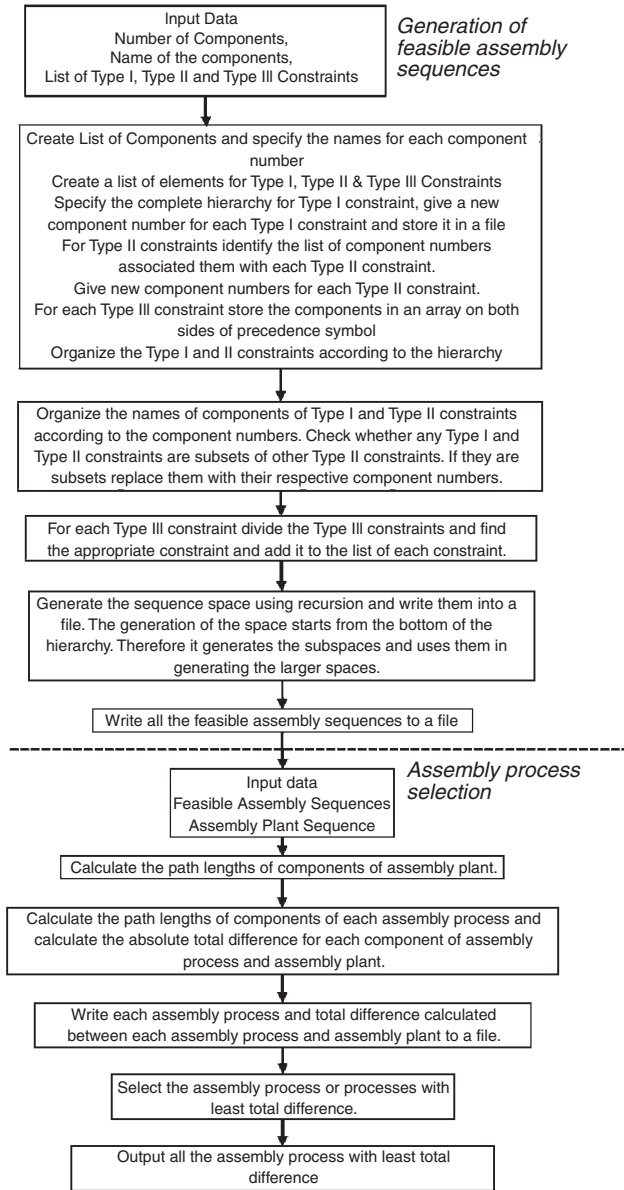 Input Data
Number of Components,
Name of the components,
List of Type I, Type II and Type III Constraints
Generation of
feasible assembly
sequences
Create List of Components and specify the names for each component
number
Create a list of elements for Type I, Type II & Type III Constraints
Specify the complete hierarchy for Type I constraint, give a new
component number for each Type I constraint and store it in a file
For Type II constraints identify the list of component numbers
associated them with each Type II constraint.
Give new component numbers for each Type II constraint.
For each Type III constraint store the components in an array on both
sides of precedence symbol
Organize the Type I and II constraints according to the hierarchy
Organize the names of components of Type I and Type II constraints
according to the component numbers. Check whether any Type I and
Type II constraints are subsets of other Type II constraints. If they are
subsets replace them with their respective component numbers.
For each Type III constraint divide the Type III constraints and find
the appropriate constraint and add it to the list of each constraint.
Generate the sequence space using recursion and write them into a
file. The generation of the space starts from the bottom of the
hierarchy. Therefore it generates the subspaces and uses them in
generating the larger spaces.
Write all the feasible assembly sequences to a file
Assembly process
selection
Input data
Feasible Assembly Sequences
Assembly Plant Sequence
Calculate the path lengths of components of assembly plant.
Calculate the path lengths of components of each assembly process and
calculate the absolute total difference for each component of assembly
process and assembly plant.
Write each assembly process and total difference calculated
between each assembly process and assembly plant to a file.
Select the assembly process or processes with
least total difference.
Output all the assembly process with least total
difference